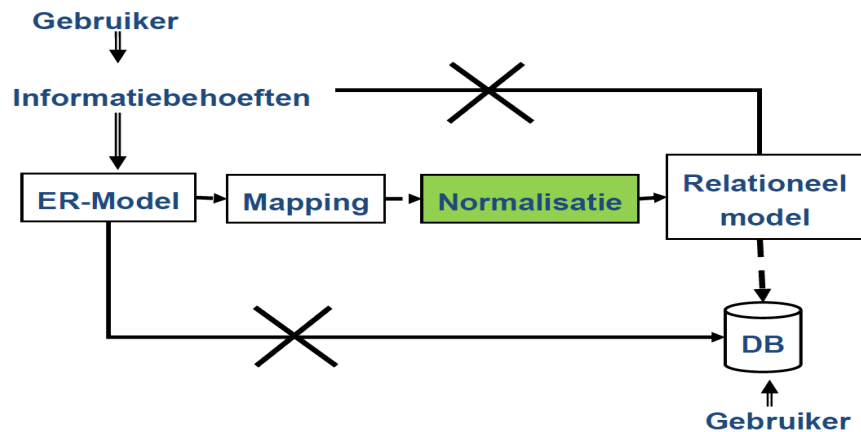 Gebruiker
Informatiebehoeften
ER-Model
Mapping
Normalisatie
Relationeel
model
DB
Gebruiker